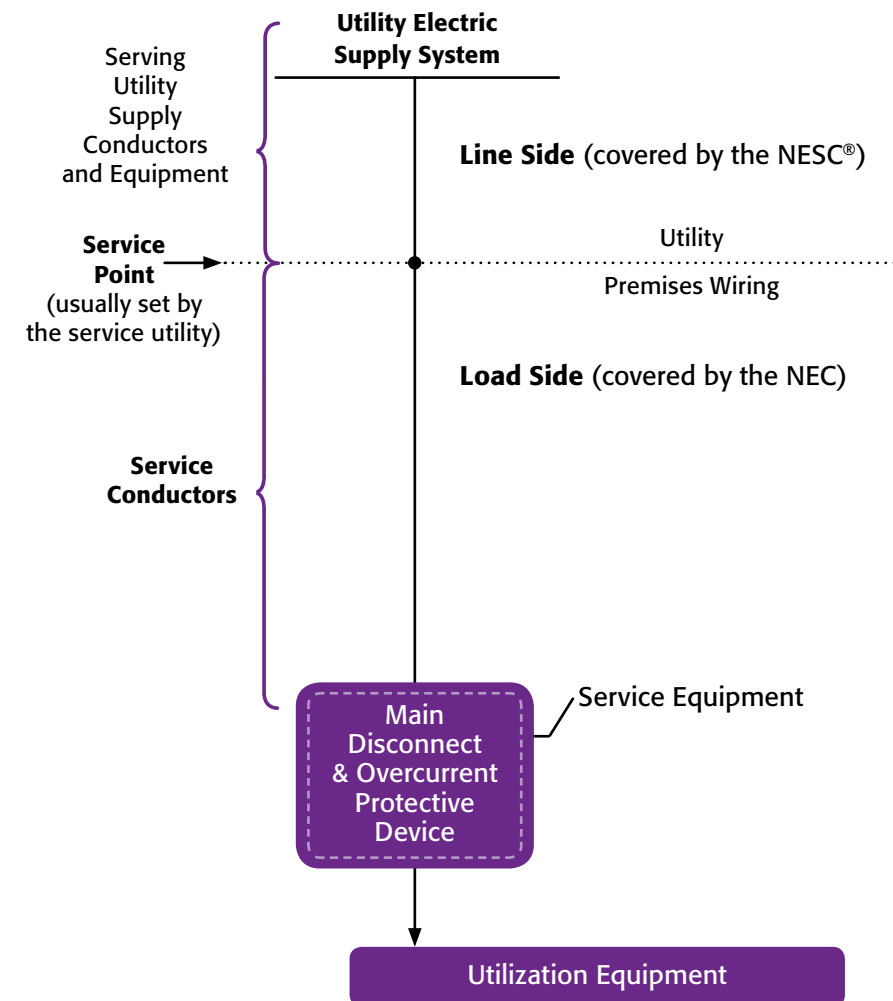 Utility Electric
Supply System
Serving
Utility
Supply
Conductors
and Equipment
Line Side (covered by the NESC®)
Utility
Service
Point
(usually set by
the service utility)
Premises Wiring
Load Side (covered by the NEC)
Service
Conductors
Service Equipment
Main
Disconnect
& Overcurrent
Protective
Device
Utilization Equipment